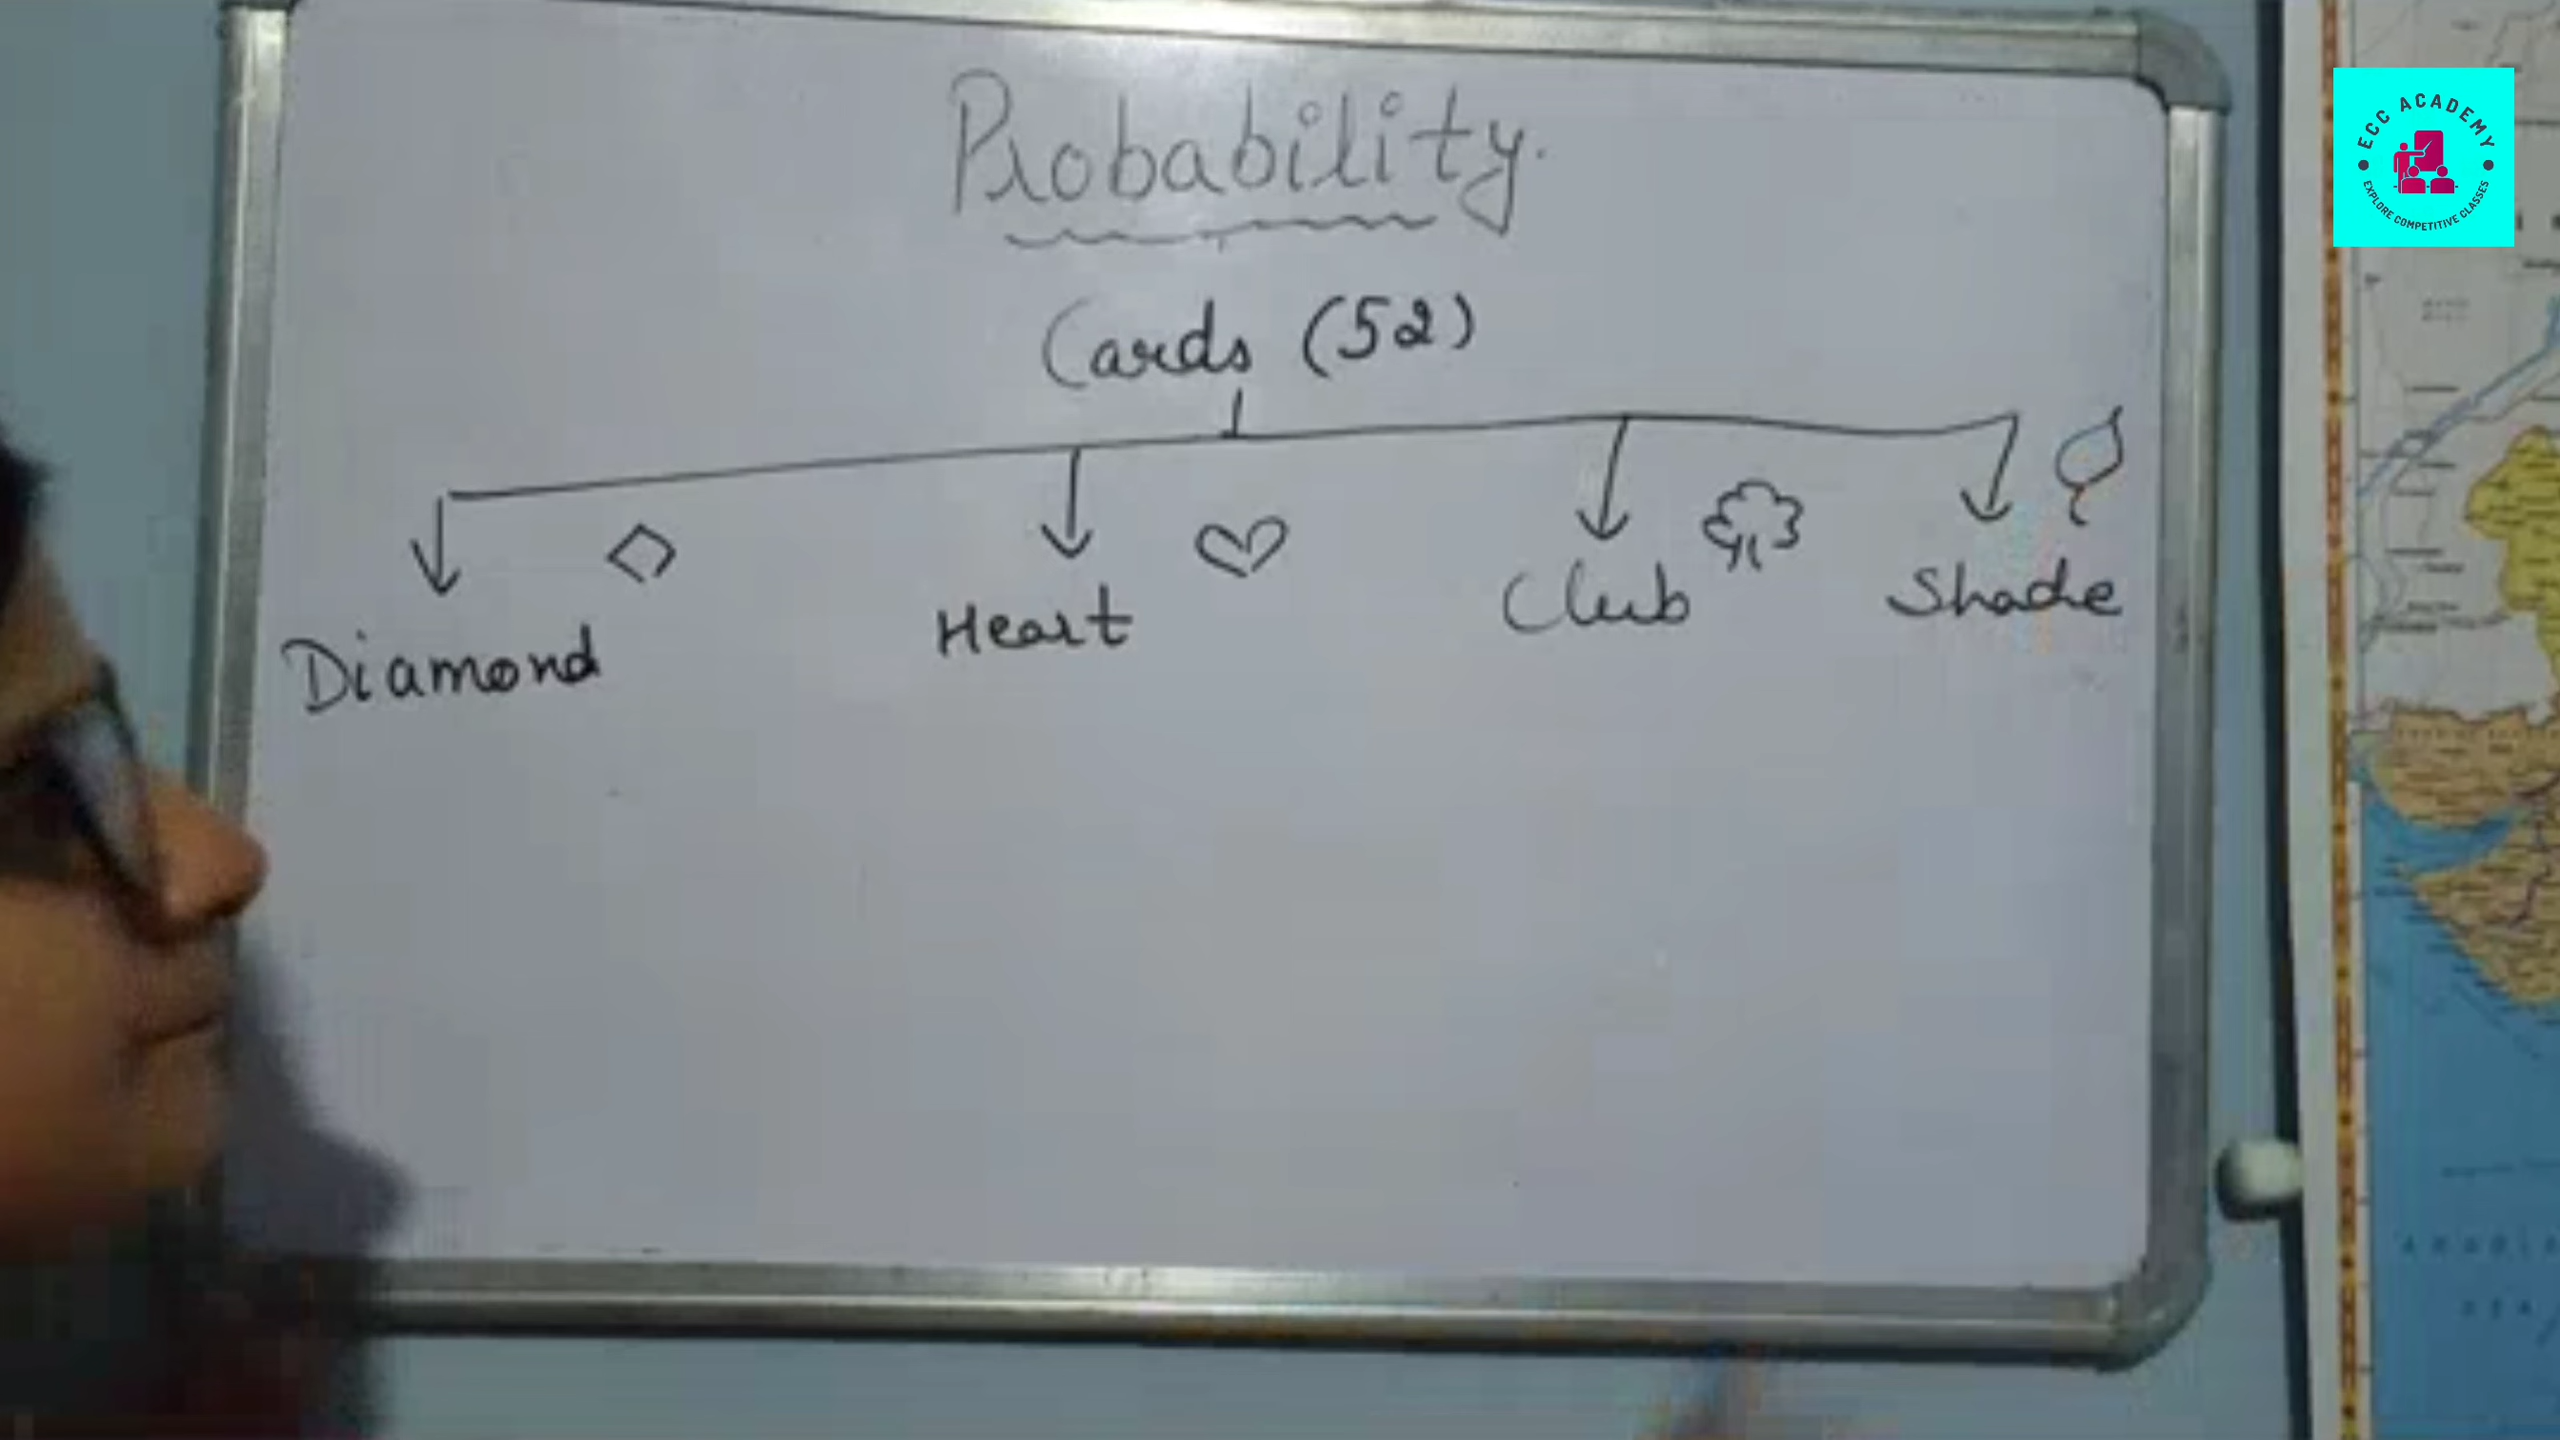 Probability.
Cards (52)
Diamond
Heart
Club
Shade
ECC ACADEMY
EXPLORE COMPETITIVE CLASSES